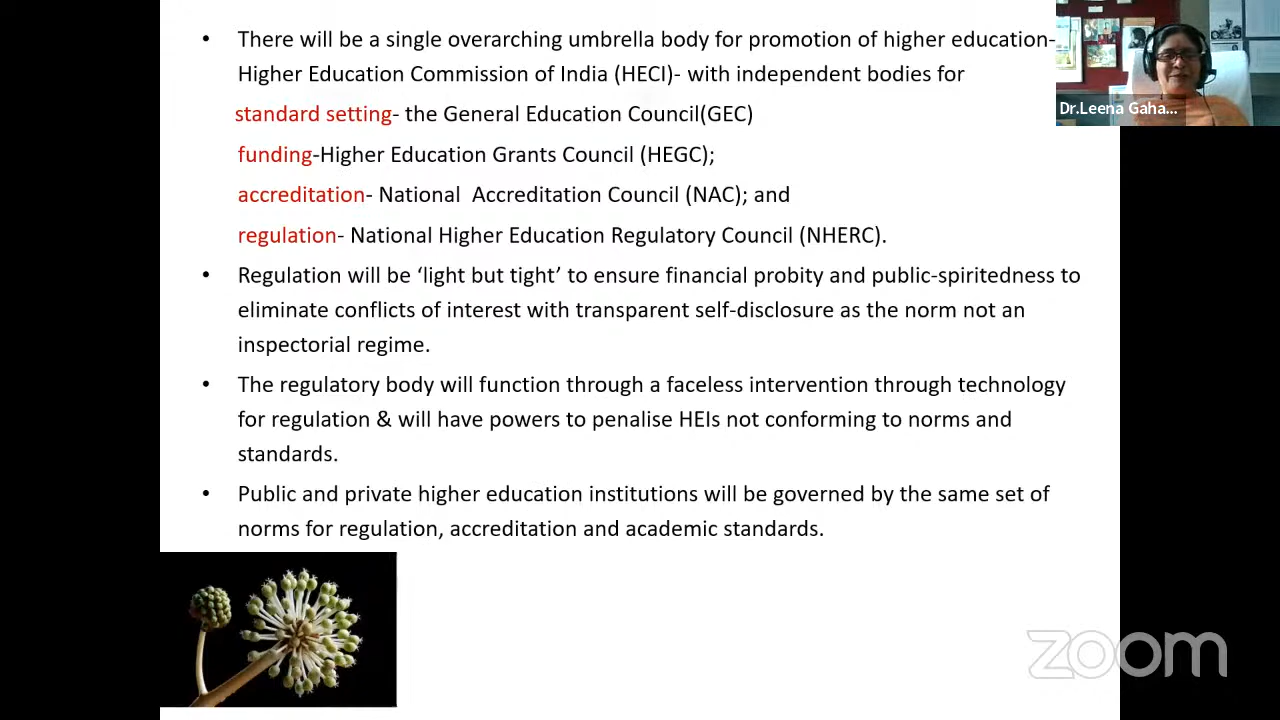 • There will be a single overarching umbrella body for promotion of higher education-
Higher Education Commission of India (HECI)- with independent bodies for
standard setting- the General Education Council(GEC)
funding-Higher Education Grants Council (HEGC);
accreditation- National Accreditation Council (NAC); and
regulation- National Higher Education Regulatory Council (NHERC).
• Regulation will be ‘light but tight’ to ensure financial probity and public-spiritedness to
eliminate conflicts of interest with transparent self-disclosure as the norm not an
inspectorial regime.
• The regulatory body will function through a faceless intervention through technology
for regulation & will have powers to penalise HEIs not conforming to norms and
standards.
• Public and private higher education institutions will be governed by the same set of
norms for regulation, accreditation and academic standards.
Dr.Leena Gaha...
zoom